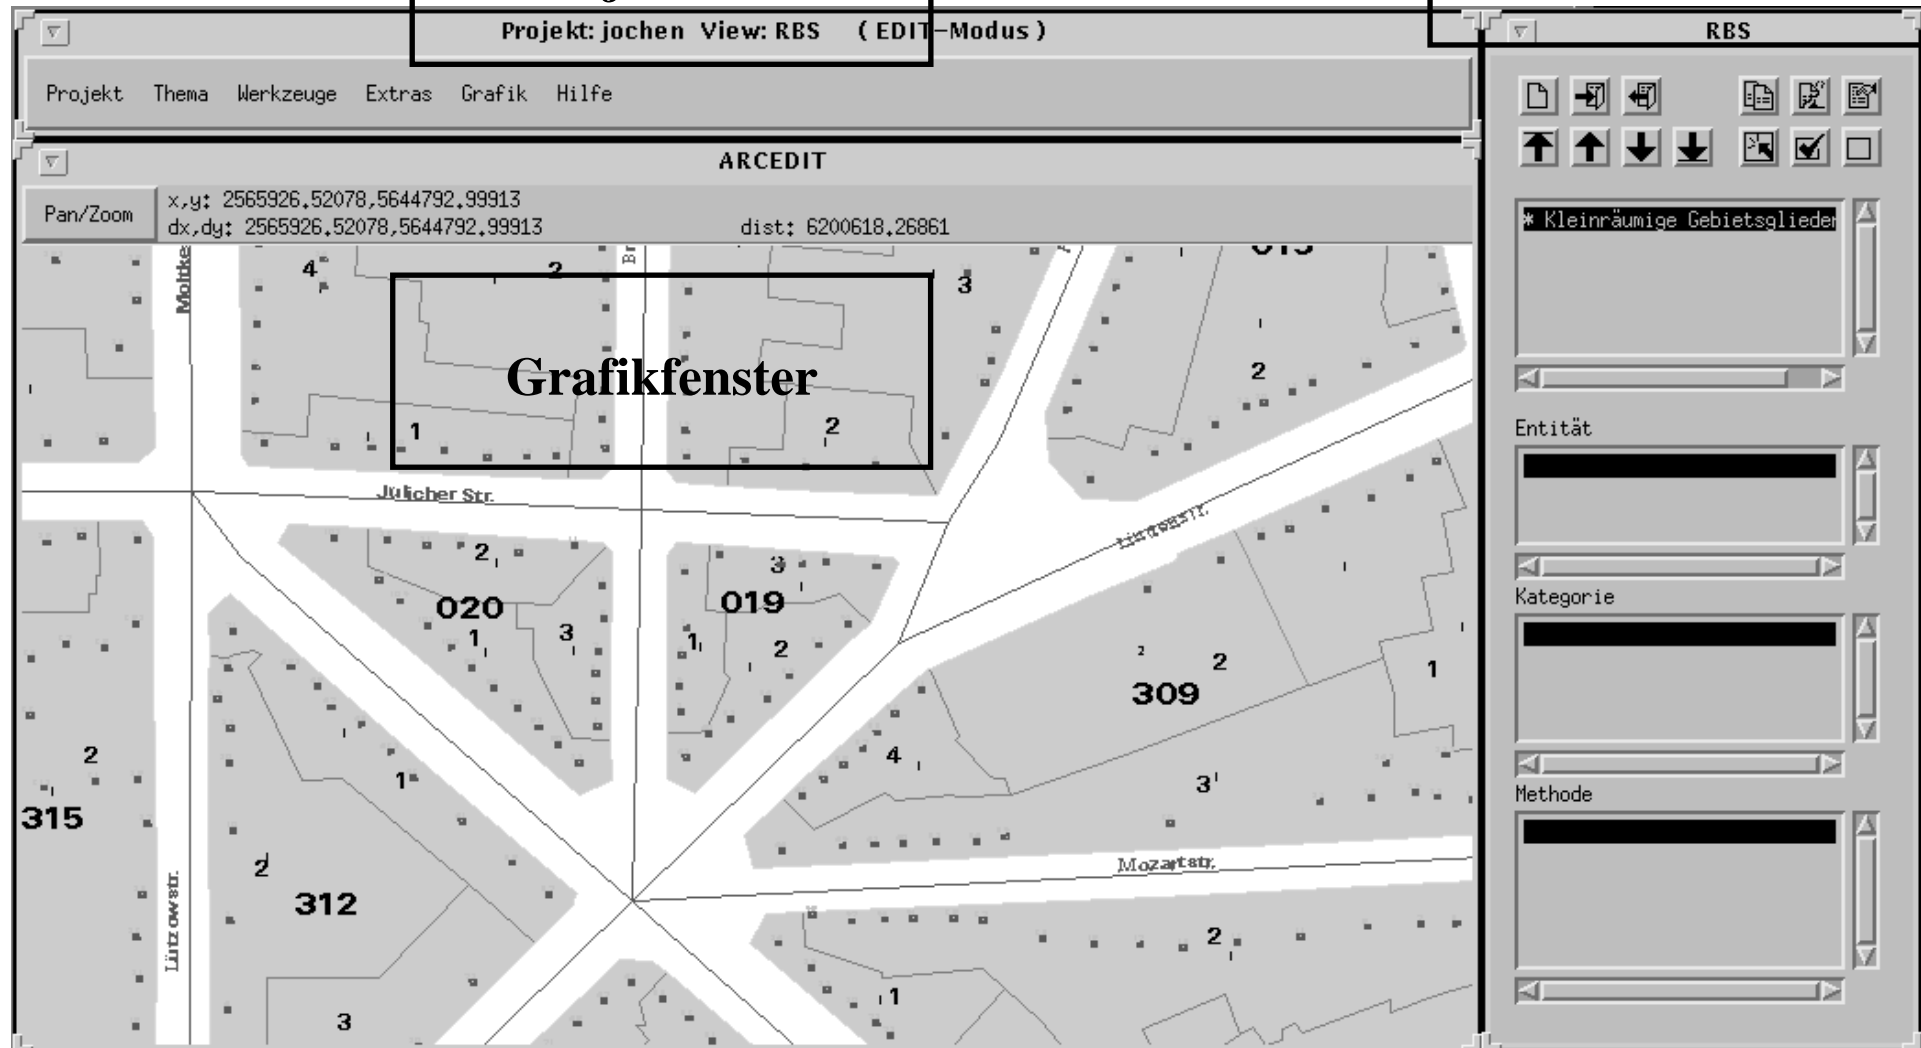 Projekt: jochen View: RBS (EDIT-Modus)
RBS
Projekt Thema Werkzeuge Extras Grafik Hilfe
ARCEDIT
Pan/Zoom
x,y: 2565926.52078,5644792.99913
dx,dy: 2565926.52078,5644792.99913 dist: 6200618.26861
* Kleinräumige Gebietsglieder
4
2
3
2
Grafikfenster
1
2
Entität
Jülicher Str.
Lindenstr.
2
3
020
019
Kategorie
1
3
1
2
2
2
1
309
2
4
1
3
Methode
315
2
312
Mozartstr.
Lützowstr.
2
1
3